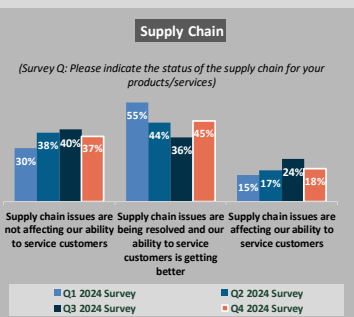 Supply Chain
(Survey Q: Please indicate the status of the supply chain for your
products/services)
30%
38%
40%
37%
55%
44%
36%
45%
15%
17%
24%
18%
Supply chain issues are
not affecting our ability
to service customers
Supply chain issues are
being resolved and our
ability to service
customers is getting
better
Supply chain issues are
affecting our ability to
service customers
Q1 2024 Survey
Q2 2024 Survey
Q3 2024 Survey
Q4 2024 Survey